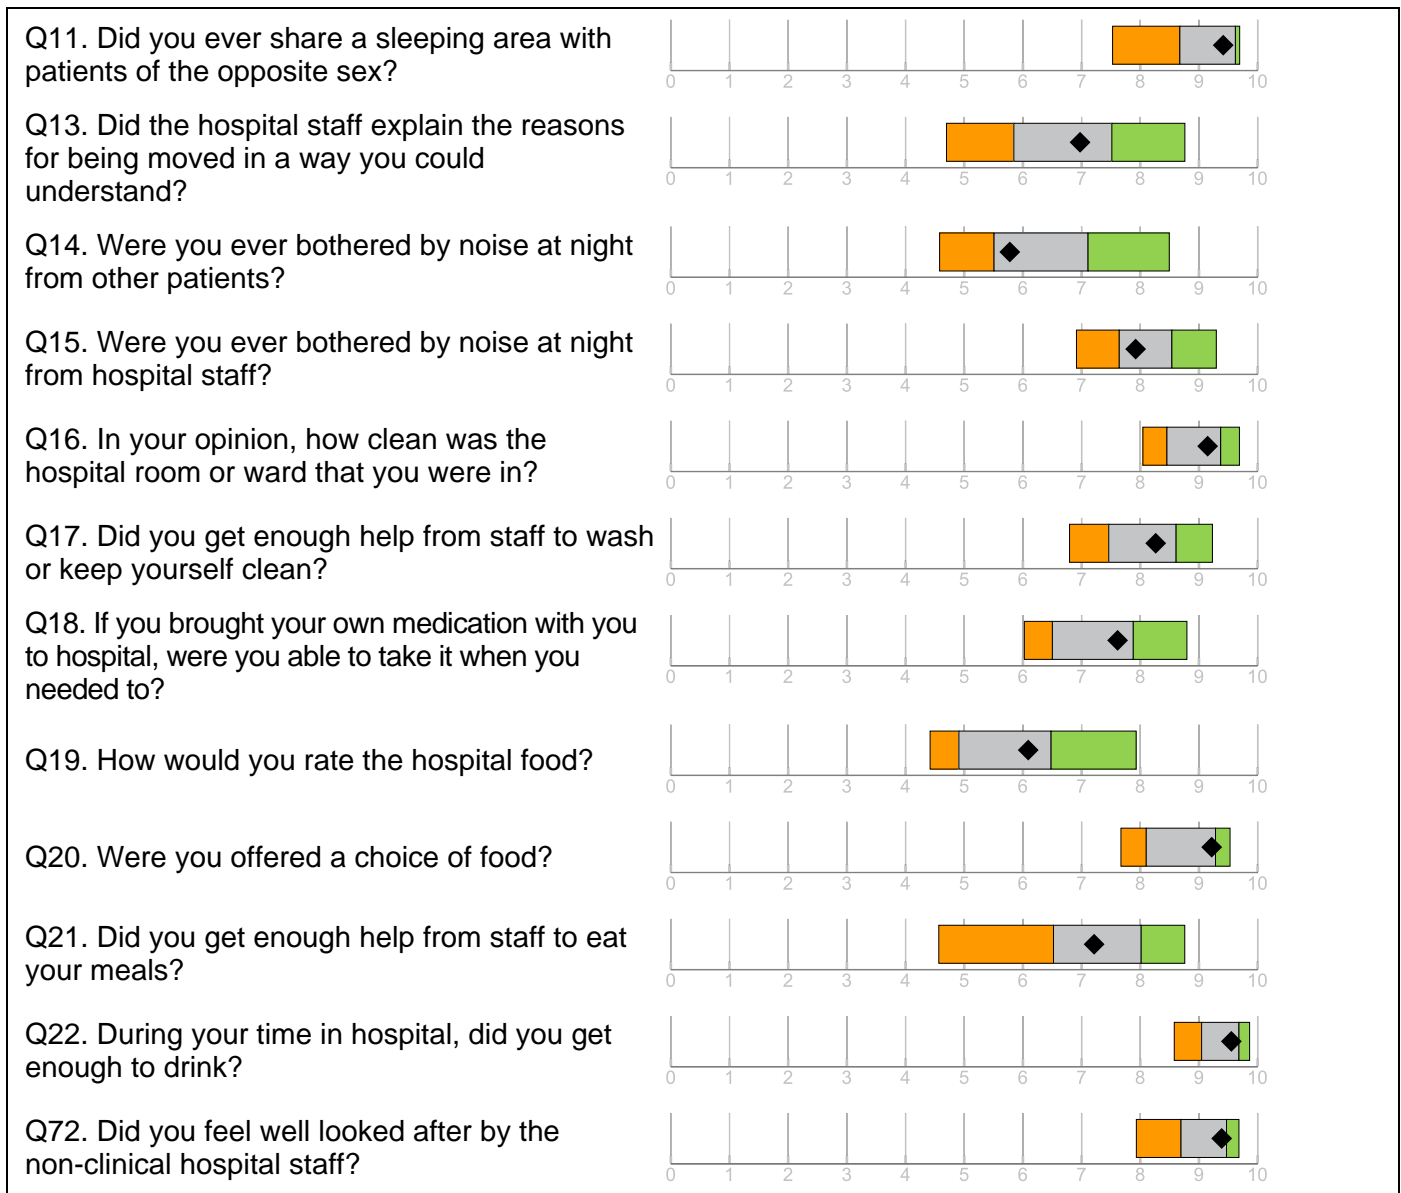 Q11. Did you ever share a sleeping area with
patients of the opposite sex?
0 1 2 3 4 5 6 7 8 9 10
Q13. Did the hospital staff explain the reasons
for being moved in a way you could
understand?
0 1 2 3 4 5 6 7 8 9 10
Q14. Were you ever bothered by noise at night
from other patients?
0 1 2 3 4 5 6 7 8 9 10
Q15. Were you ever bothered by noise at night
from hospital staff?
0 1 2 3 4 5 6 7 8 9 10
Q16. In your opinion, how clean was the
hospital room or ward that you were in?
0 1 2 3 4 5 6 7 8 9 10
Q17. Did you get enough help from staff to wash
or keep yourself clean?
0 1 2 3 4 5 6 7 8 9 10
Q18. If you brought your own medication with you
to hospital, were you able to take it when you
needed to?
0 1 2 3 4 5 6 7 8 9 10
Q19. How would you rate the hospital food?
0 1 2 3 4 5 6 7 8 9 10
Q20. Were you offered a choice of food?
0 1 2 3 4 5 6 7 8 9 10
Q21. Did you get enough help from staff to eat
your meals?
0 1 2 3 4 5 6 7 8 9 10
Q22. During your time in hospital, did you get
enough to drink?
0 1 2 3 4 5 6 7 8 9 10
Q72. Did you feel well looked after by the
non-clinical hospital staff?
0 1 2 3 4 5 6 7 8 9 10